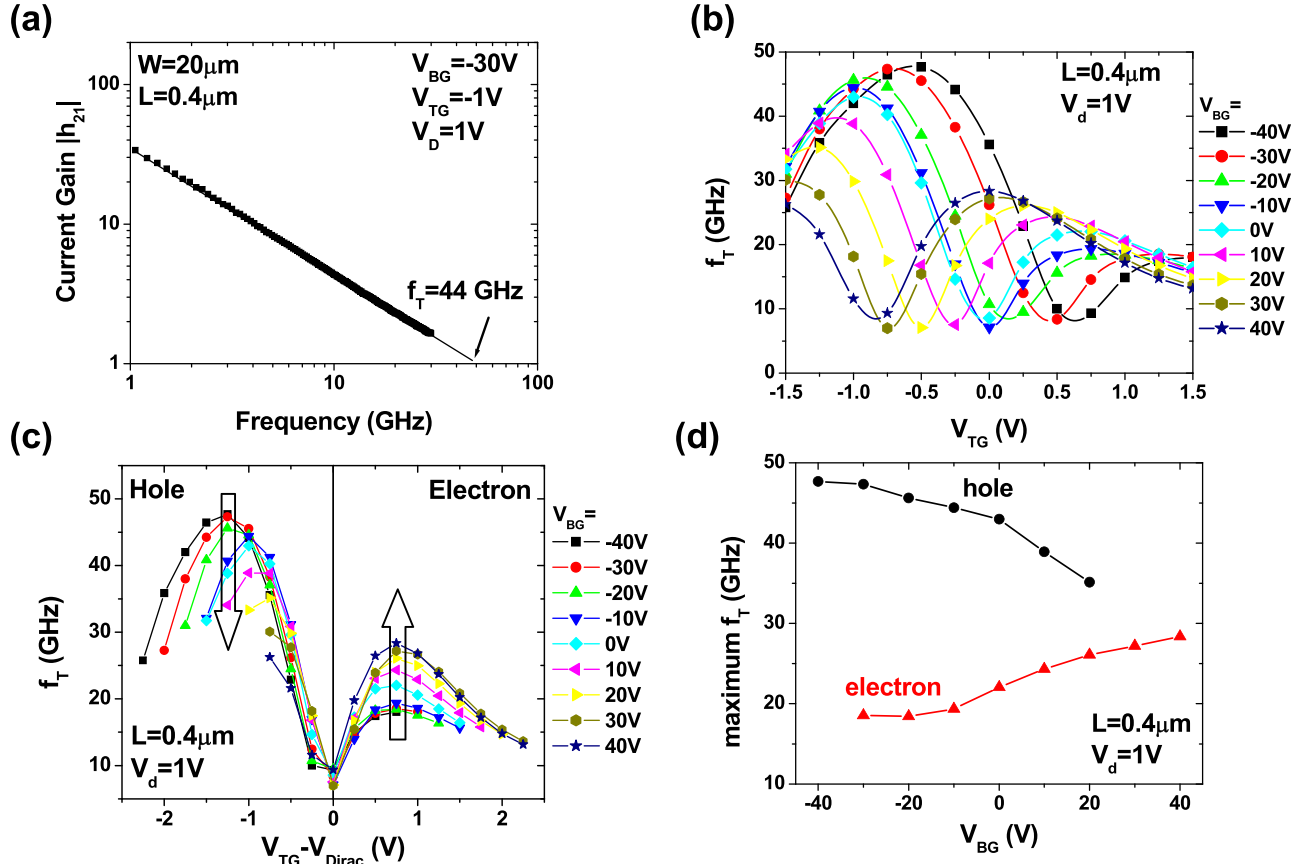 (a)
W=20μm
L=0.4μm
V_BG=-30V
V_TG=-1V
V_D=1V
f_T=44 GHz
100
10
1
1
10
100
Current Gain |h_21|
Frequency (GHz)
(b)
L=0.4μm
V_d=1V
50
40
30
20
10
0
-1.5
-1.0
-0.5
0.0
0.5
1.0
1.5
f_T (GHz)
V_TG (V)
V_BG=
-40V
-30V
-20V
-10V
0V
10V
20V
30V
40V
(c)
Hole
Electron
L=0.4μm
V_d=1V
50
40
30
20
10
-2
-1
0
1
2
f_T (GHz)
V_TG-V_Dirac (V)
V_BG=
-40V
-30V
-20V
-10V
0V
10V
20V
30V
40V
(d)
hole
electron
L=0.4μm
V_d=1V
50
40
30
20
10
-40
-20
0
20
40
maximum f_T (GHz)
V_BG (V)